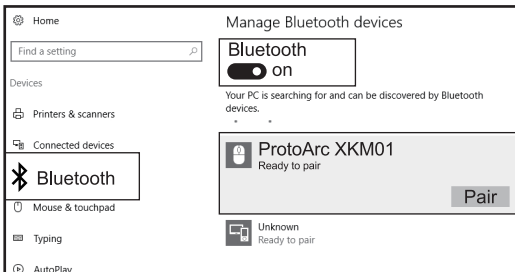 Home
Find a setting
Devices
Printers & scanners
Connected devices
Bluetooth
Mouse & touchpad
Typing
AutoPlay
Manage Bluetooth devices
Bluetooth
on
Your PC is searching for and can be discovered by Bluetooth
devices.
ProtoArc XKM01
Ready to pair
Pair
Unknown
Ready to pair